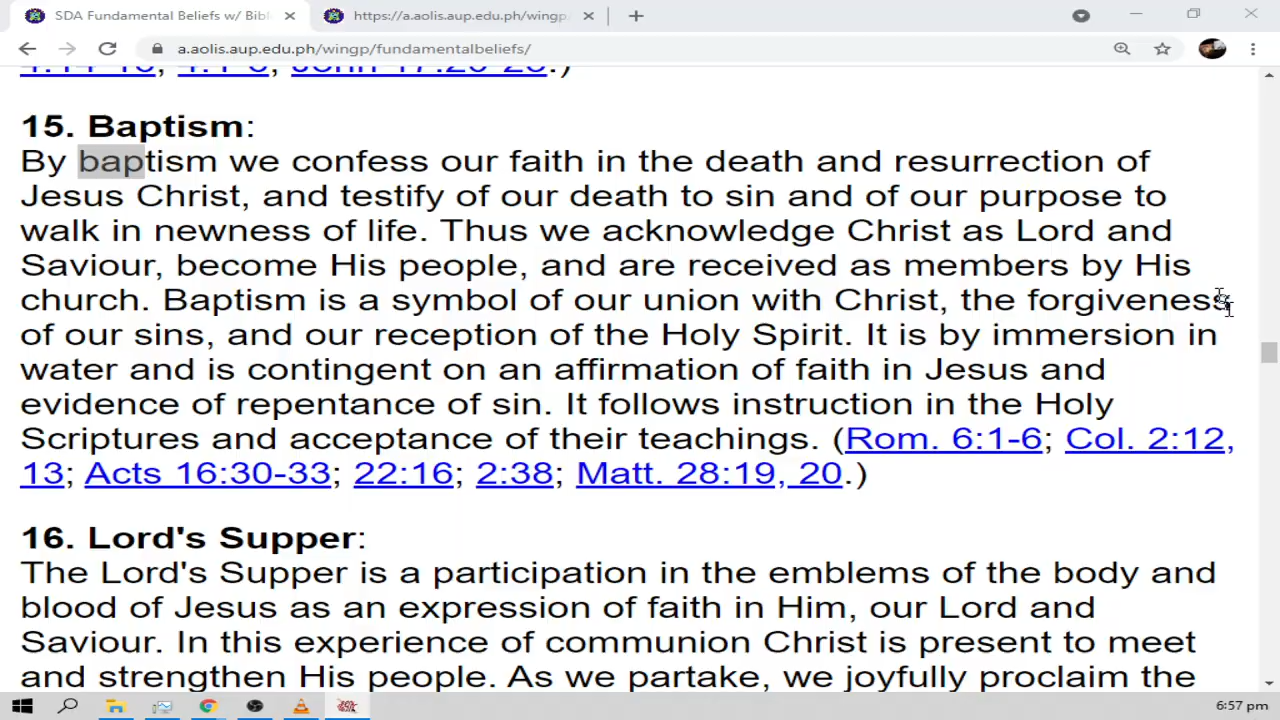 SDA Fundamental Beliefs w/ Bibl
https://a.aolis.aup.edu.ph/wingp
a.aolis.aup.edu.ph/wingp/fundamentalbeliefs/
4:14-16; 4:1-6; John 17:20-23.)
15. Baptism:
By baptism we confess our faith in the death and resurrection of
Jesus Christ, and testify of our death to sin and of our purpose to
walk in newness of life. Thus we acknowledge Christ as Lord and
Saviour, become His people, and are received as members by His
church. Baptism is a symbol of our union with Christ, the forgiveness
of our sins, and our reception of the Holy Spirit. It is by immersion in
water and is contingent on an affirmation of faith in Jesus and
evidence of repentance of sin. It follows instruction in the Holy
Scriptures and acceptance of their teachings. (Rom. 6:1-6; Col. 2:12,
13; Acts 16:30-33; 22:16; 2:38; Matt. 28:19, 20.)
16. Lord's Supper:
The Lord's Supper is a participation in the emblems of the body and
blood of Jesus as an expression of faith in Him, our Lord and
Saviour. In this experience of communion Christ is present to meet
and strengthen His people. As we partake, we joyfully proclaim the
6:57 pm